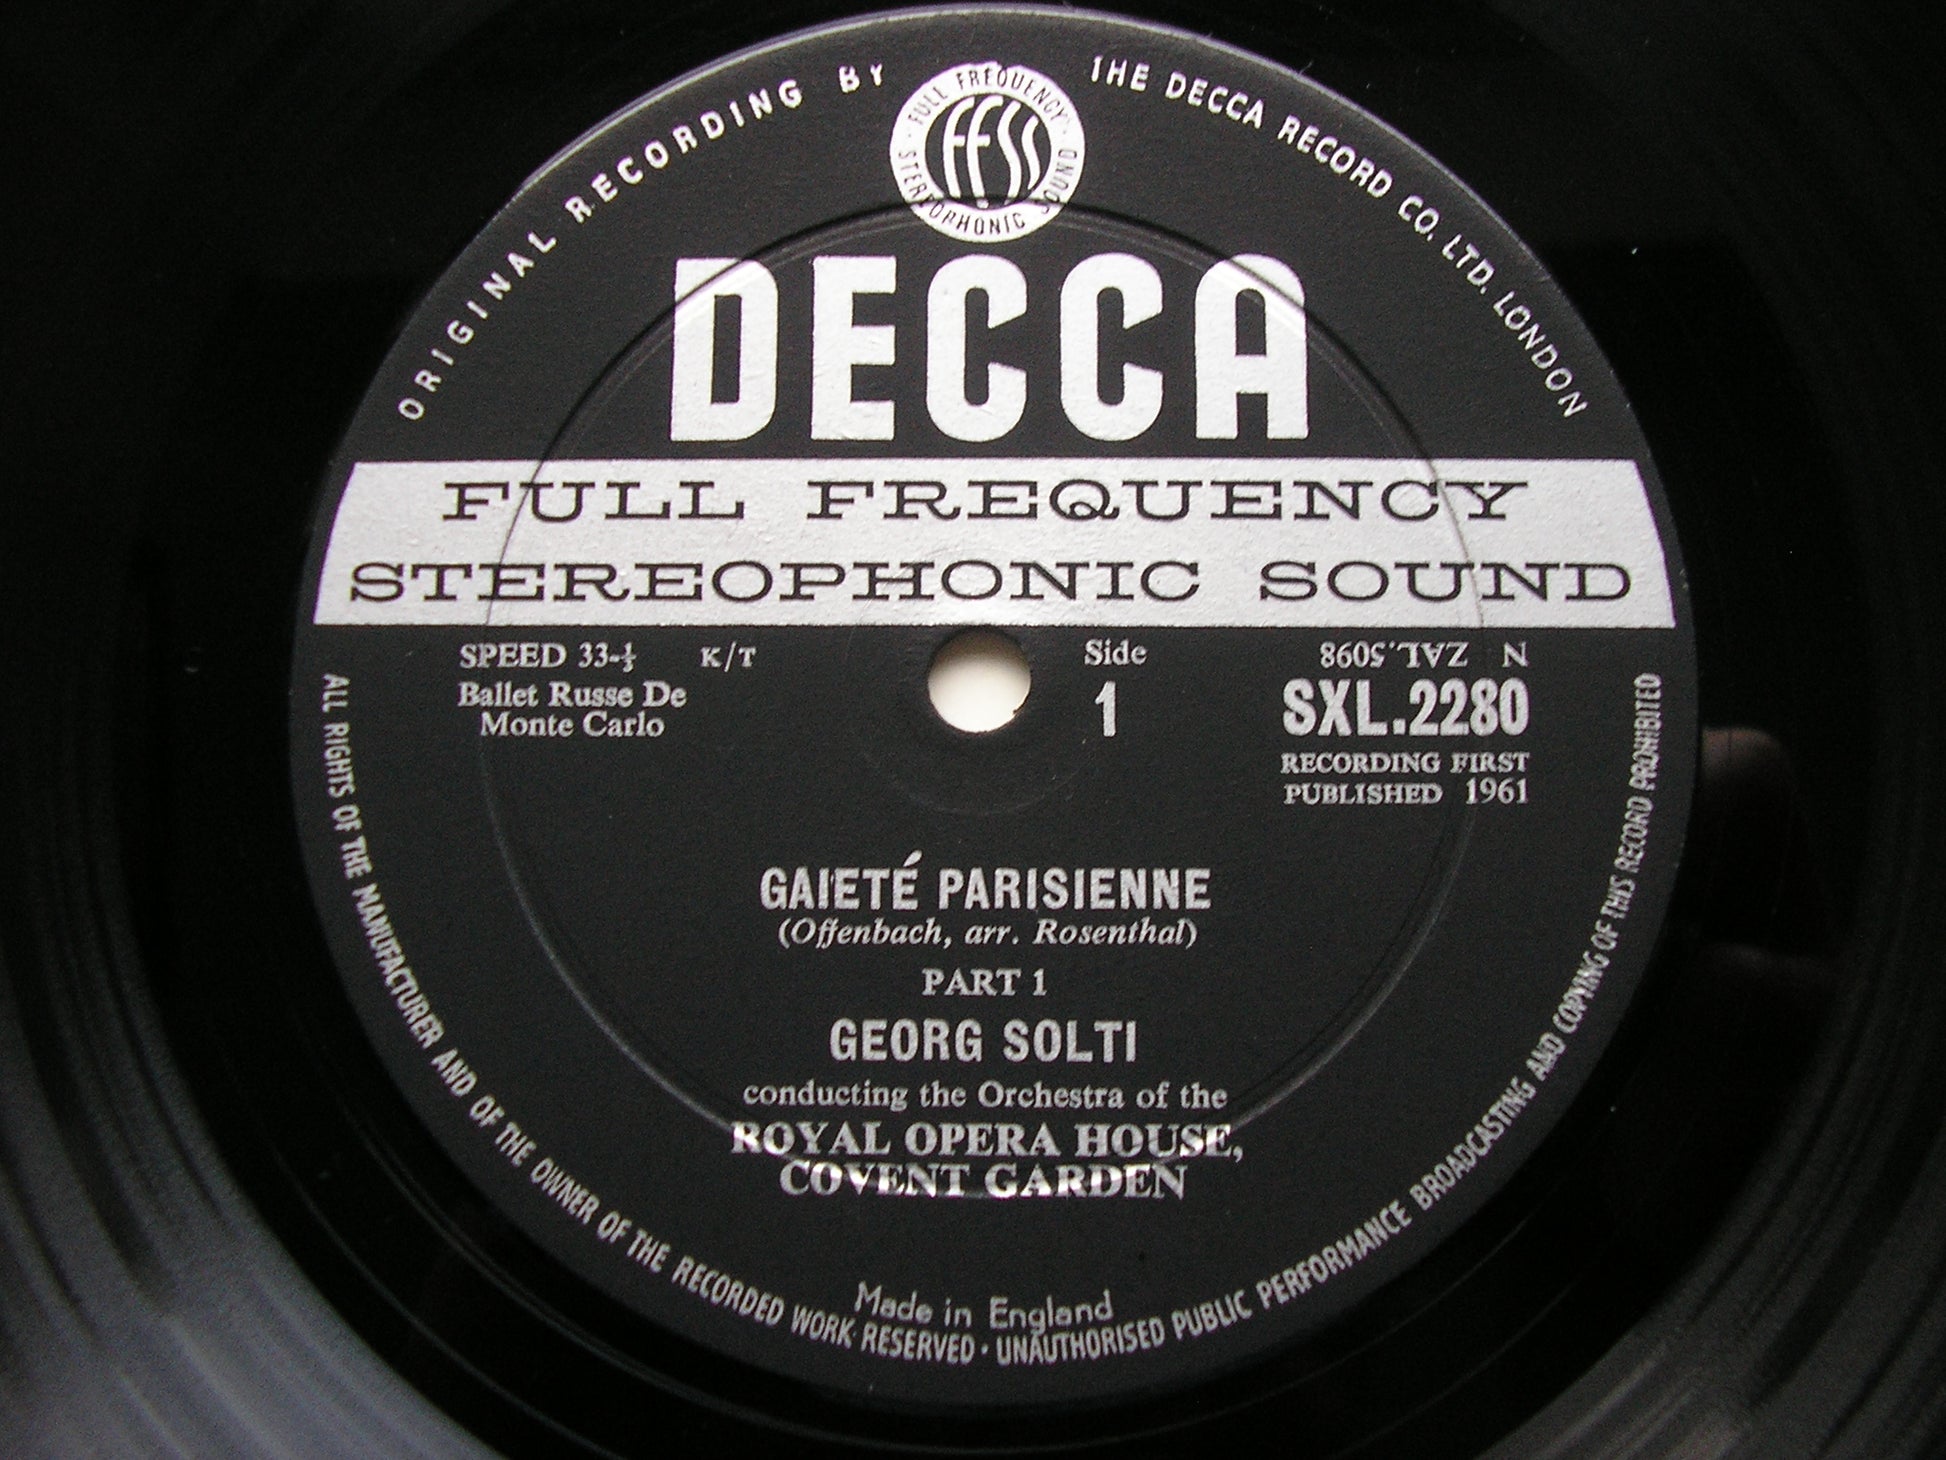 ORIGINAL RECORDING BY THE DECCA RECORD CO. LTD. LONDON
FULL FREQUENCY STEREOPHONIC SOUND
FFSS
DECCA
FULL FREQUENCY
STEREOPHONIC SOUND
SPEED 33-⅓ K/T
Ballet Russe De
Monte Carlo
Side
1
N ZAL.5098
SXL.2280
RECORDING FIRST
PUBLISHED 1961
GAIETÉ PARISIENNE
(Offenbach, arr. Rosenthal)
PART 1
GEORG SOLTI
conducting the Orchestra of the
ROYAL OPERA HOUSE,
COVENT GARDEN
Made in England
ALL RIGHTS OF THE MANUFACTURER AND OF THE OWNER OF THE RECORDED WORK RESERVED · UNAUTHORISED PUBLIC PERFORMANCE BROADCASTING AND COPYING OF THIS RECORD PROHIBITED